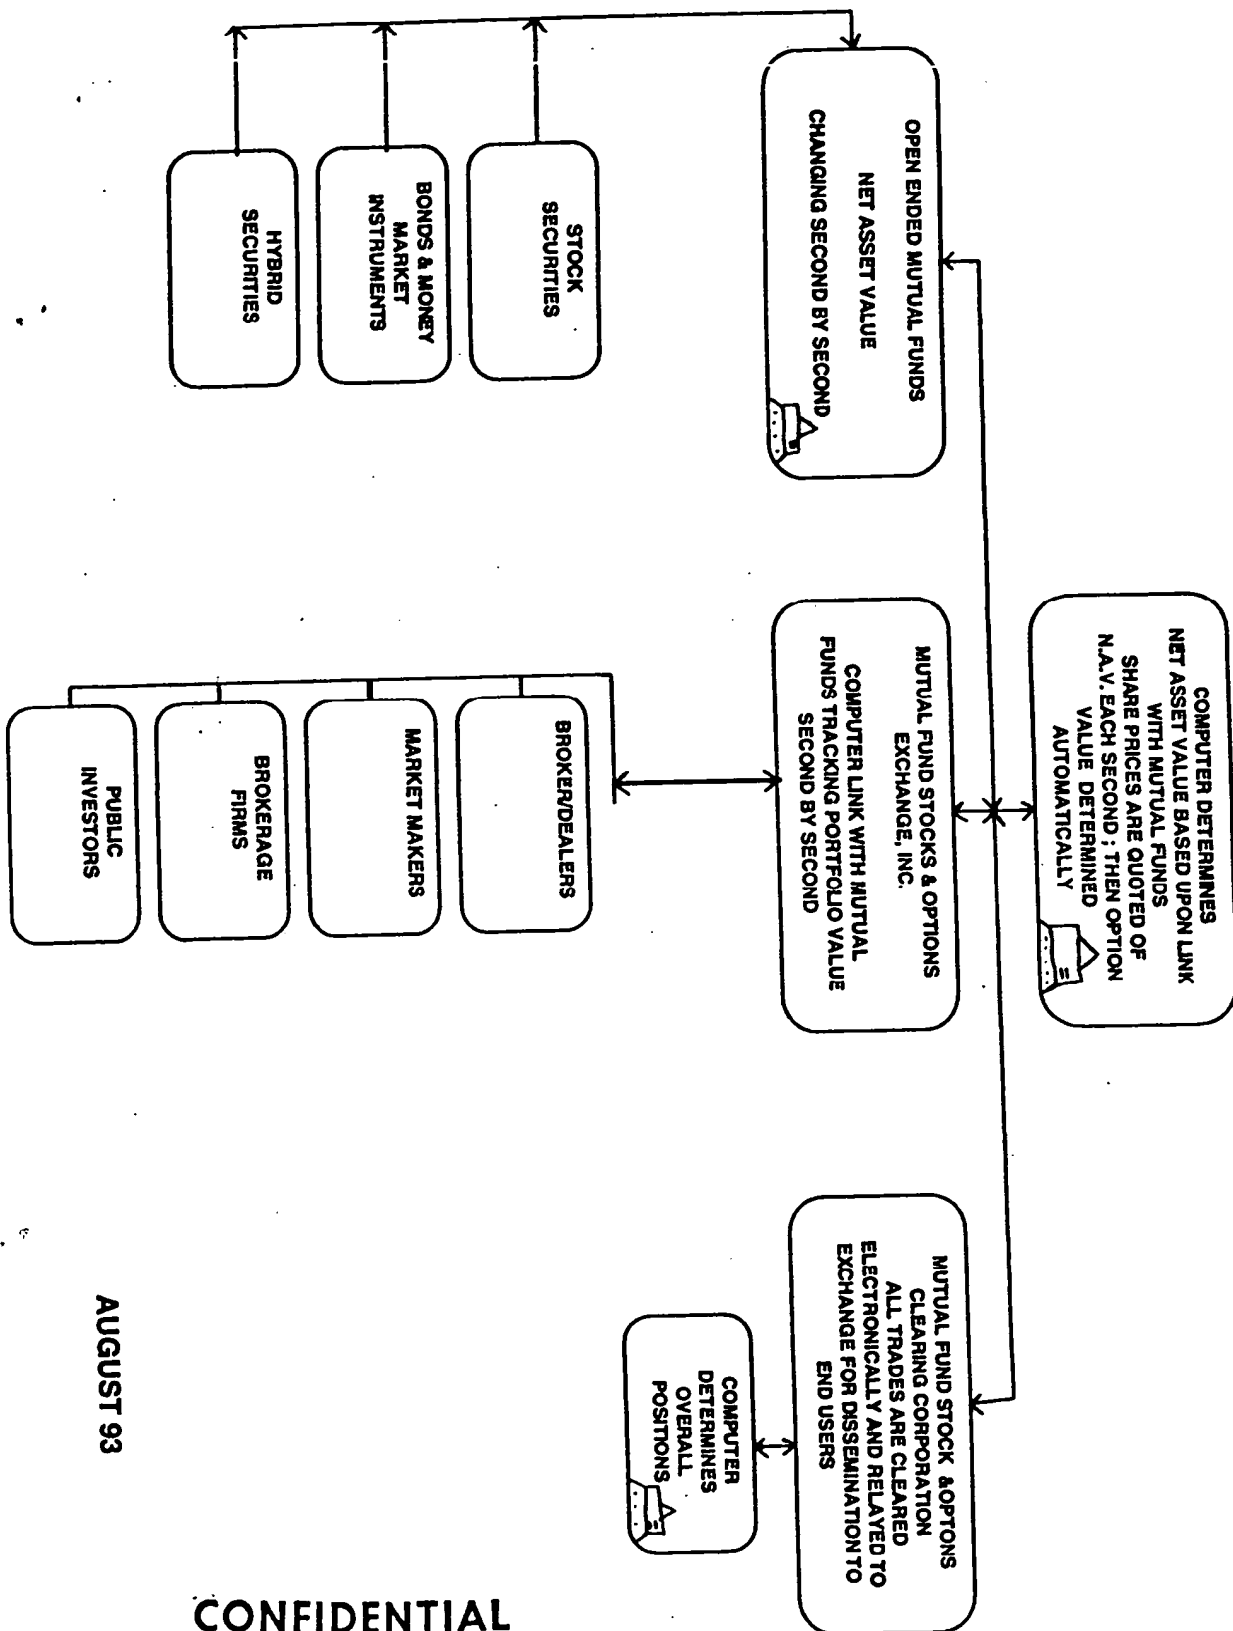 COMPUTER DETERMINES
NET ASSET VALUE BASED UPON LINK
WITH MUTUAL FUNDS
SHARE PRICES ARE QUOTED OF
N.A.V. EACH SECOND ; THEN OPTION
VALUE DETERMINED
AUTOMATICALLY
OPEN ENDED MUTUAL FUNDS
NET ASSET VALUE
CHANGING SECOND BY SECOND
MUTUAL FUND STOCKS & OPTIONS
EXCHANGE, INC.
COMPUTER LINK WITH MUTUAL
FUNDS TRACKING PORTFOLIO VALUE
SECOND BY SECOND
MUTUAL FUND STOCK &OPTONS
CLEARING CORPORATION
ALL TRADES ARE CLEARED
ELECTRONICALLY AND RELAYED TO
EXCHANGE FOR DISSEMINATION TO
END USERS
STOCK
SECURITIES
BONDS & MONEY
MARKET
INSTRUMENTS
HYBRID
SECURITIES
BROKER/DEALERS
MARKET MAKERS
BROKERAGE
FIRMS
PUBLIC
INVESTORS
COMPUTER
DETERMINES
OVERALL
POSITIONS
AUGUST 93
CONFIDENTIAL